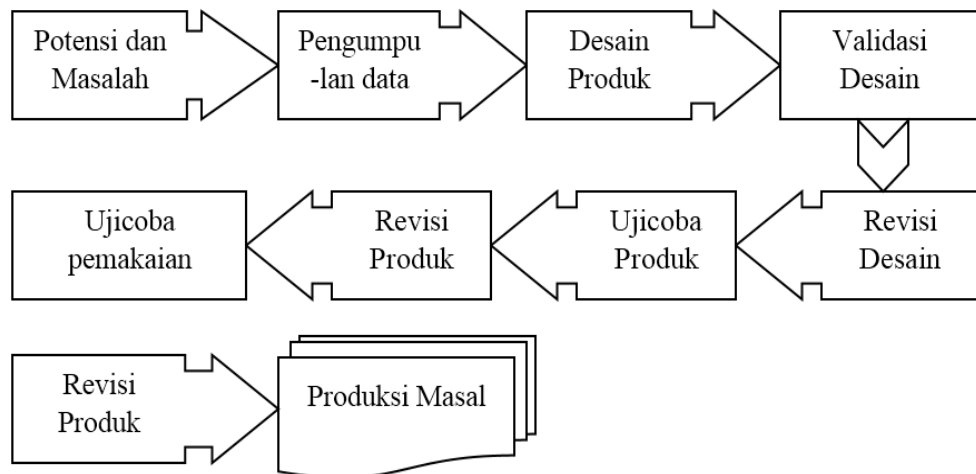 Potensi dan
Masalah
Pengumpu
-lan data
Desain
Produk
Validasi
Desain
Ujicoba
pemakaian
Revisi
Produk
Ujicoba
Produk
Revisi
Desain
Revisi
Produk
Produksi Masal